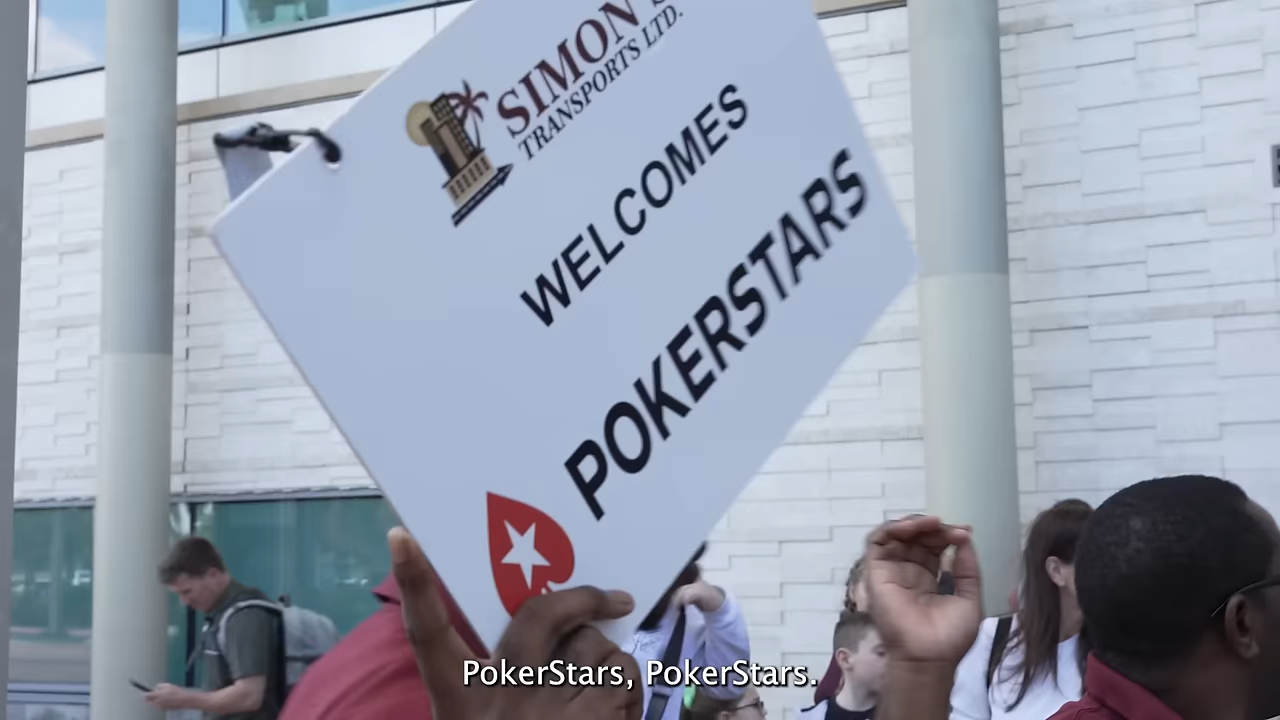 SIMON'S
TRANSPORTS LTD.
WELCOMES
POKERSTARS
PokerStars, PokerStars.